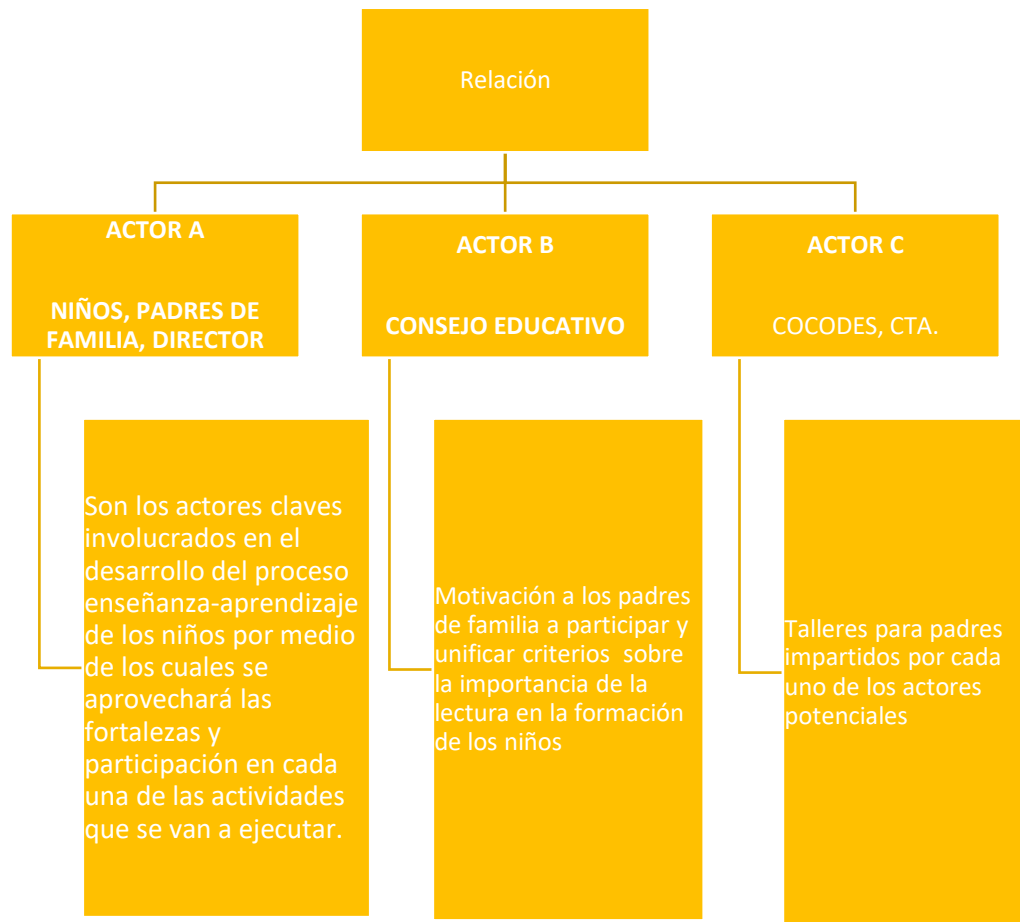 Relación
ACTOR A
NIÑOS, PADRES DE
FAMILIA, DIRECTOR
Son los actores claves
involucrados en el
desarrollo del proceso
enseñanza-aprendizaje
de los niños por medio
de los cuales se
aprovechará las
fortalezas y
participación en cada
una de las actividades
que se van a ejecutar.
ACTOR B
CONSEJO EDUCATIVO
Motivación a los padres
de familia a participar y
unificar criterios sobre
la importancia de la
lectura en la formación
de los niños
ACTOR C
COCODES, CTA.
Talleres para padres
impartidos por cada
uno de los actores
potenciales